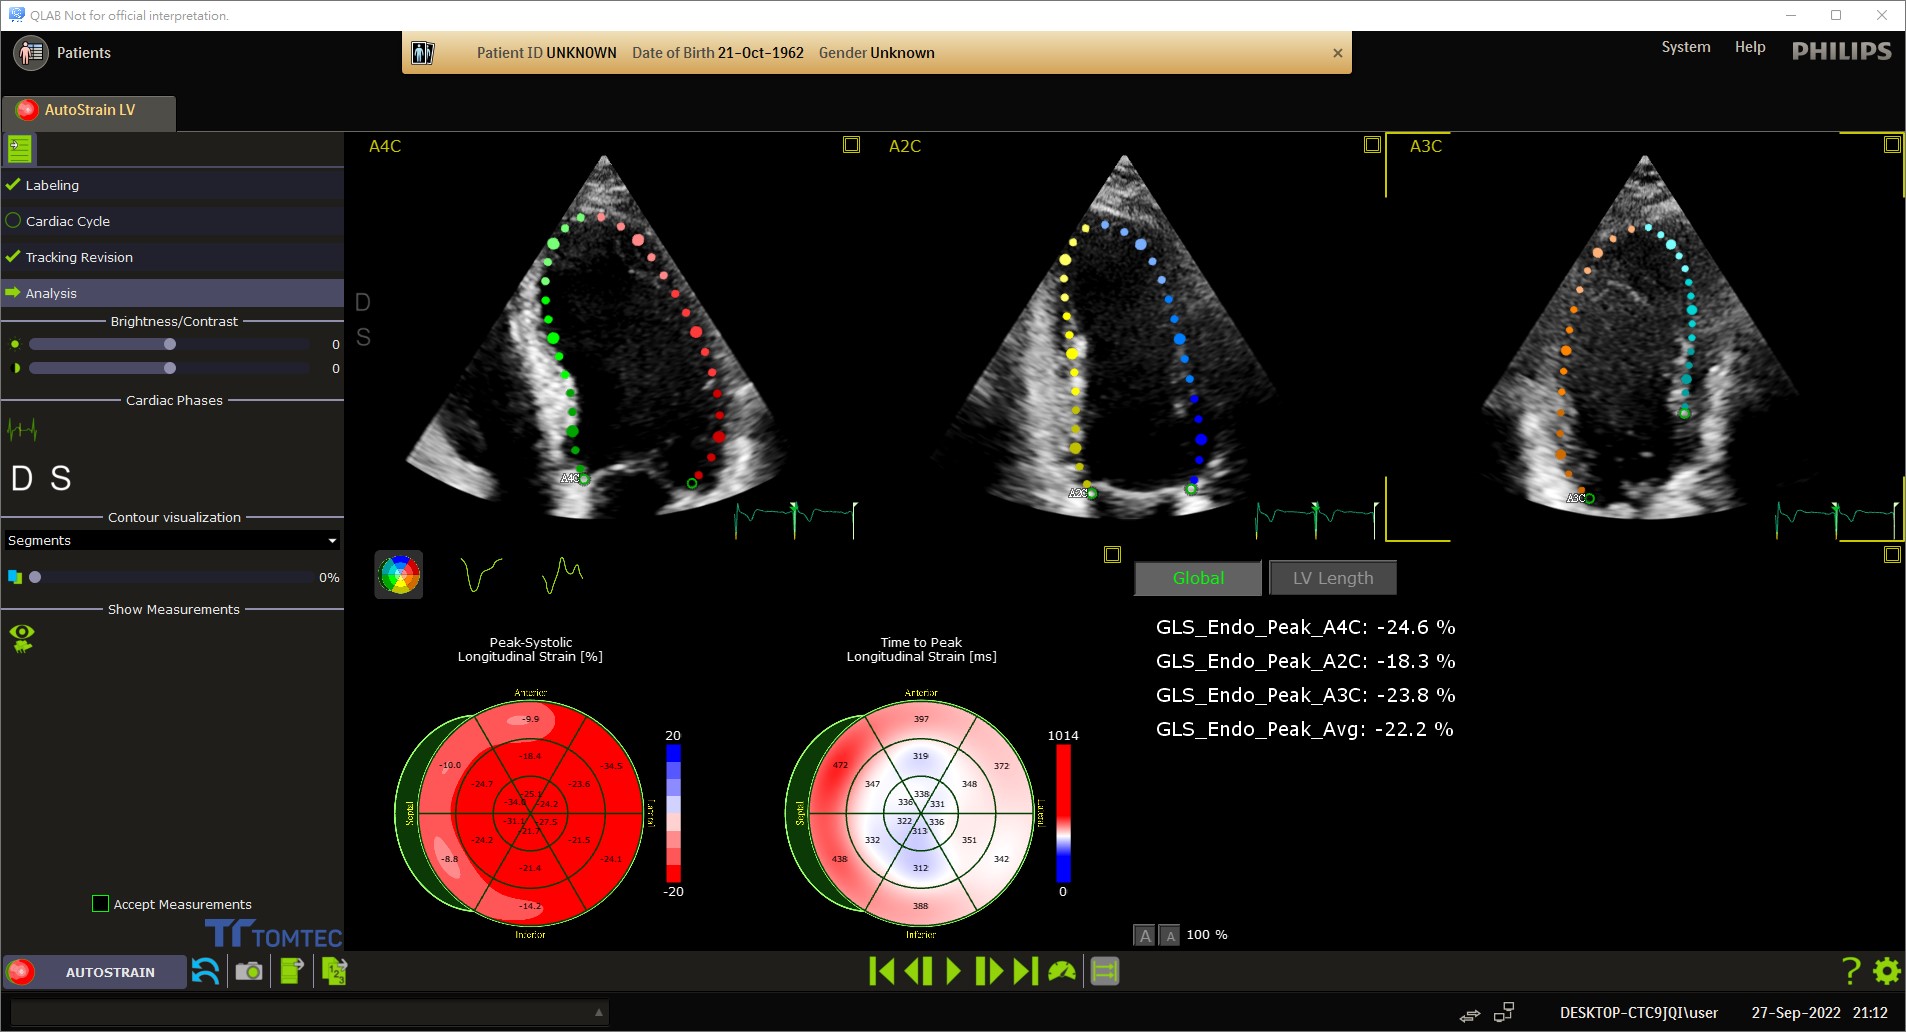 QLAB Not for official interpretation.
Patients
Patient ID UNKNOWN Date of Birth 21-Oct-1962 Gender Unknown
System Help PHILIPS
AutoStrain LV
Labeling
Cardiac Cycle
Tracking Revision
Analysis
Brightness/Contrast
0
0
Cardiac Phases
D S
Contour visualization
Segments
0%
Show Measurements
Accept Measurements
TOMTEC
A4C
D
S
A4C
A2C
A2C
A3C
A3C
Peak-Systolic
Longitudinal Strain [%]
Anterior
-9.9
-10.0
-18.4
-34.5
-24.7
-23.6
-25.1
-34.0
-24.2
Septal
Lateral
-31.1
-27.5
-21.7
-24.2
-21.5
-8.8
-21.4
-24.1
-14.2
Inferior
20
-20
Time to Peak
Longitudinal Strain [ms]
Anterior
397
472
319
372
347
348
338
336
331
Septal
Lateral
322
336
313
332
351
438
312
342
388
Inferior
1014
0
Global
LV Length
GLS_Endo_Peak_A4C: -24.6 %
GLS_Endo_Peak_A2C: -18.3 %
GLS_Endo_Peak_A3C: -23.8 %
GLS_Endo_Peak_Avg: -22.2 %
A A 100 %
AUTOSTRAIN
DESKTOP-CTC9JQI\user 27-Sep-2022 21:12